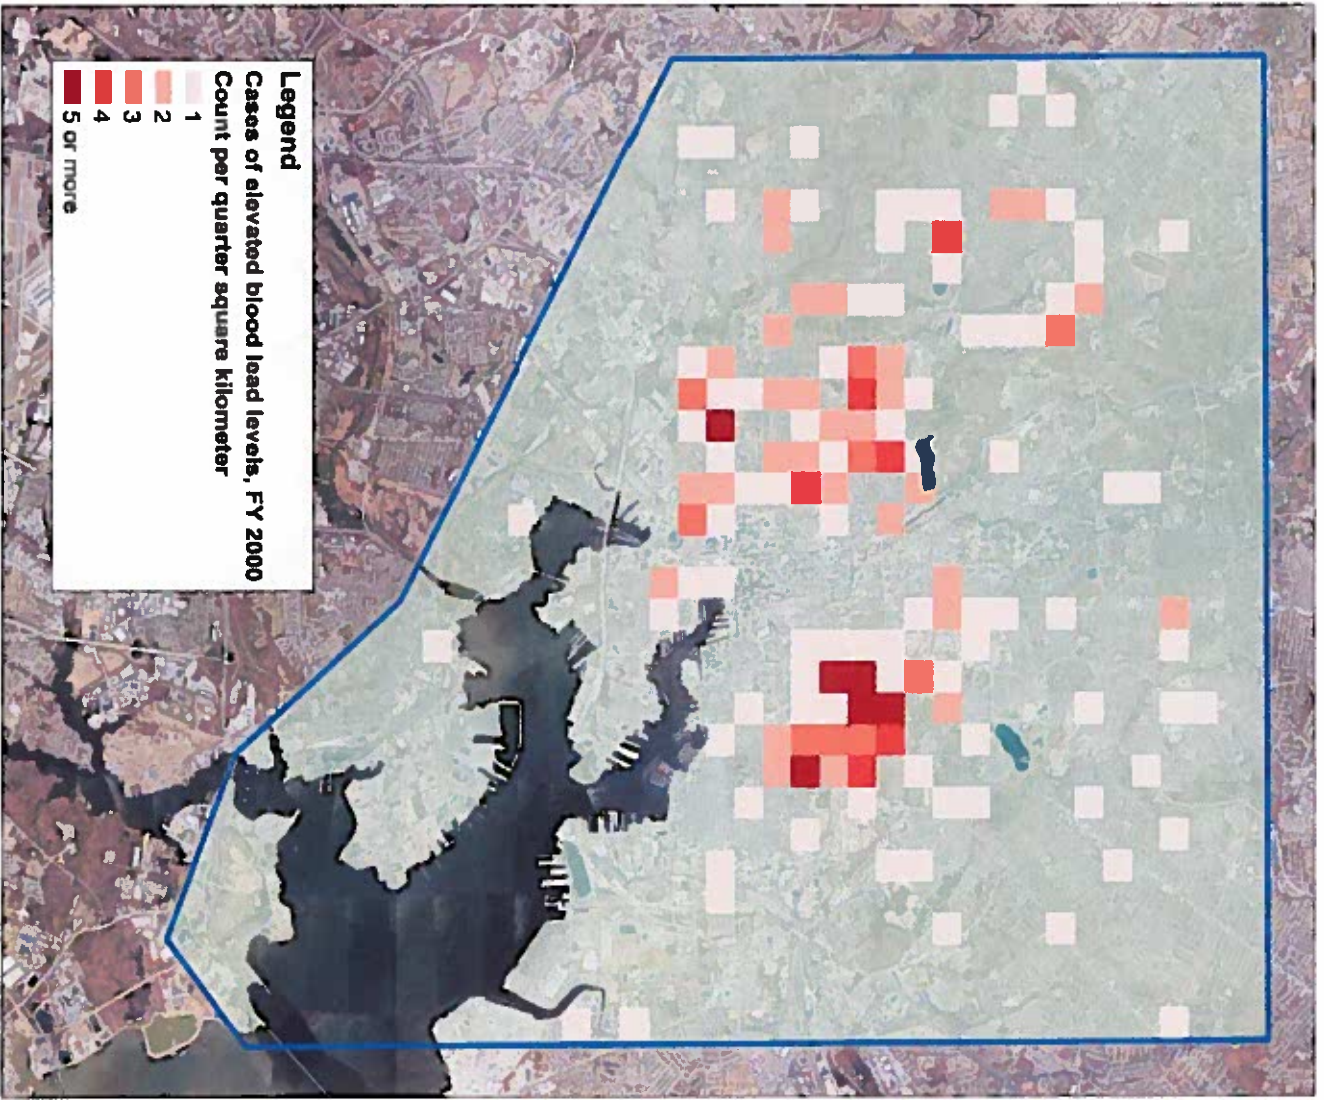 Legend
Cases of elevated blood lead levels, FY 2000
Count per quarter square kilometer
1
2
3
4
5 or more